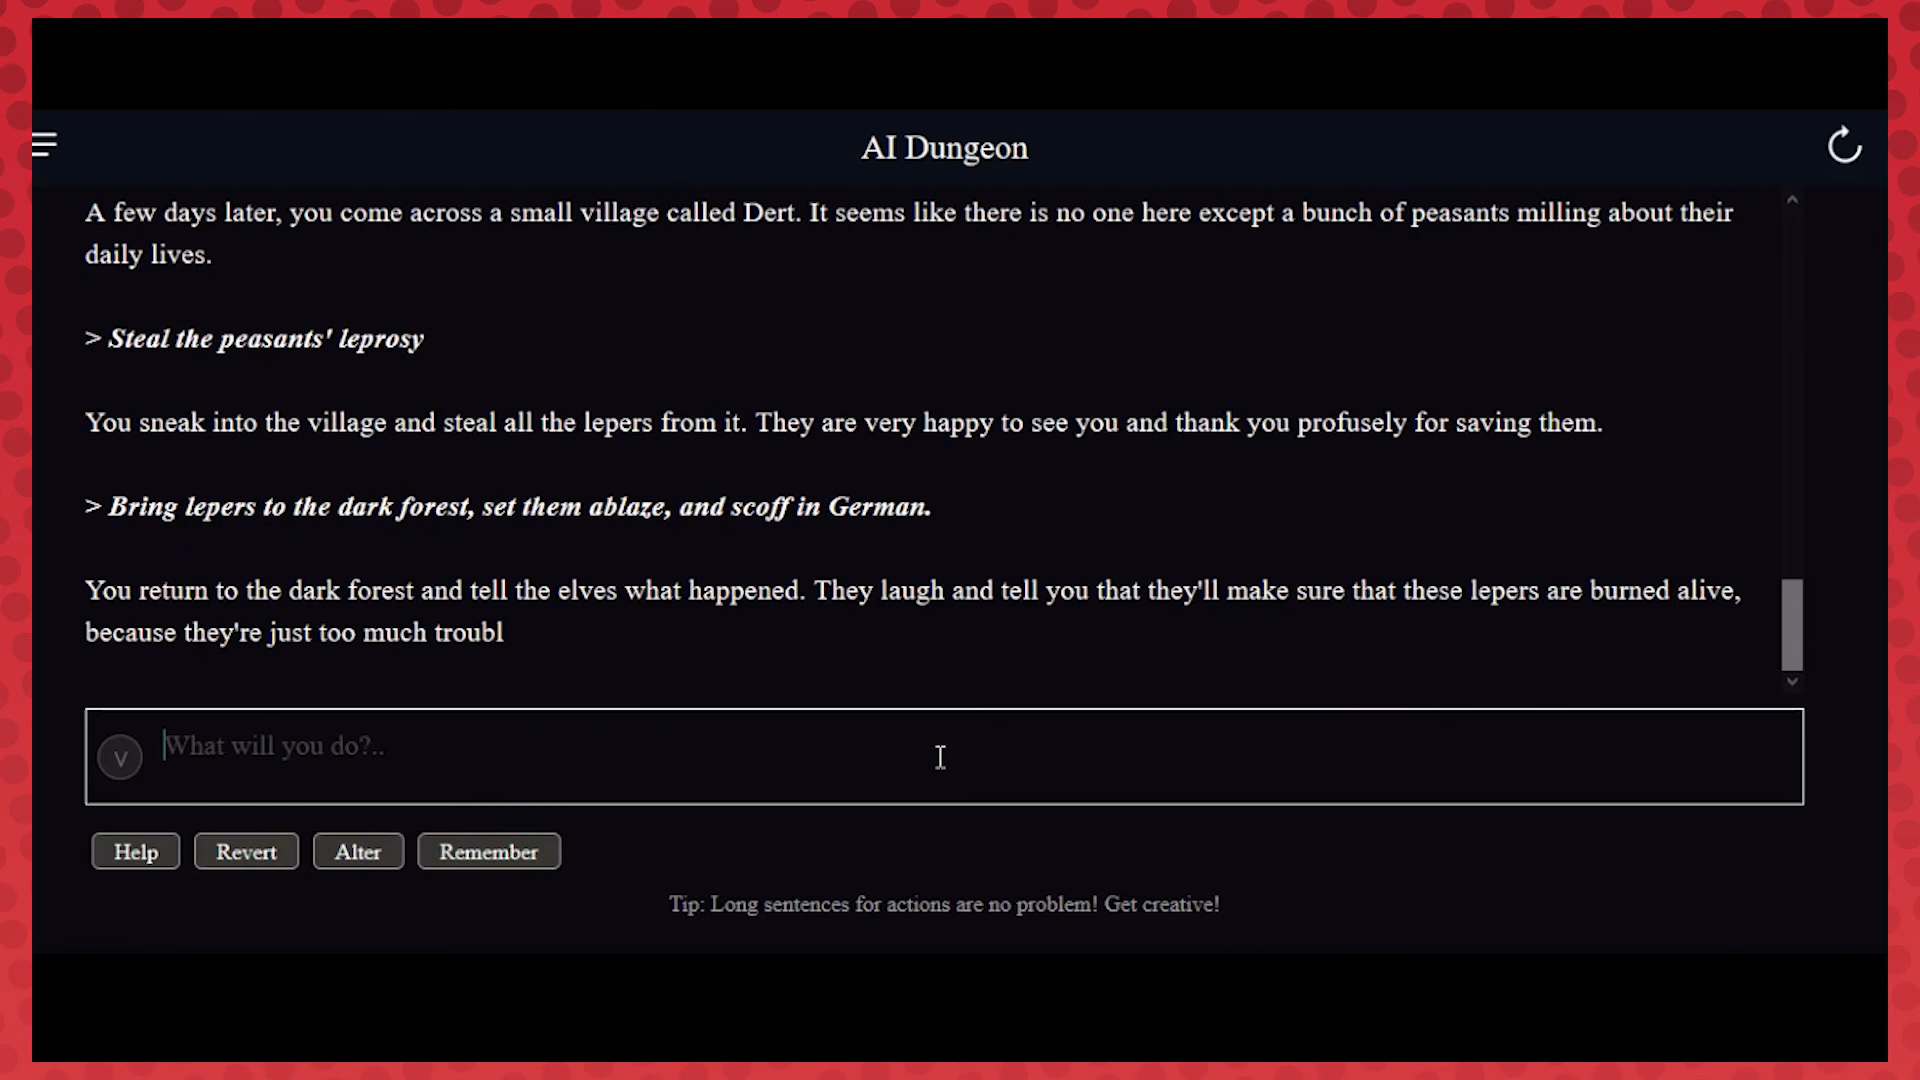 AI Dungeon
A few days later, you come across a small village called Dert. It seems like there is no one here except a bunch of peasants milling about their
daily lives.
> Steal the peasants' leprosy
You sneak into the village and steal all the lepers from it. They are very happy to see you and thank you profusely for saving them.
> Bring lepers to the dark forest, set them ablaze, and scoff in German.
You return to the dark forest and tell the elves what happened. They laugh and tell you that they'll make sure that these lepers are burned alive,
because they're just too much troubl
V What will you do?..
Help Revert Alter Remember
Tip: Long sentences for actions are no problem! Get creative!